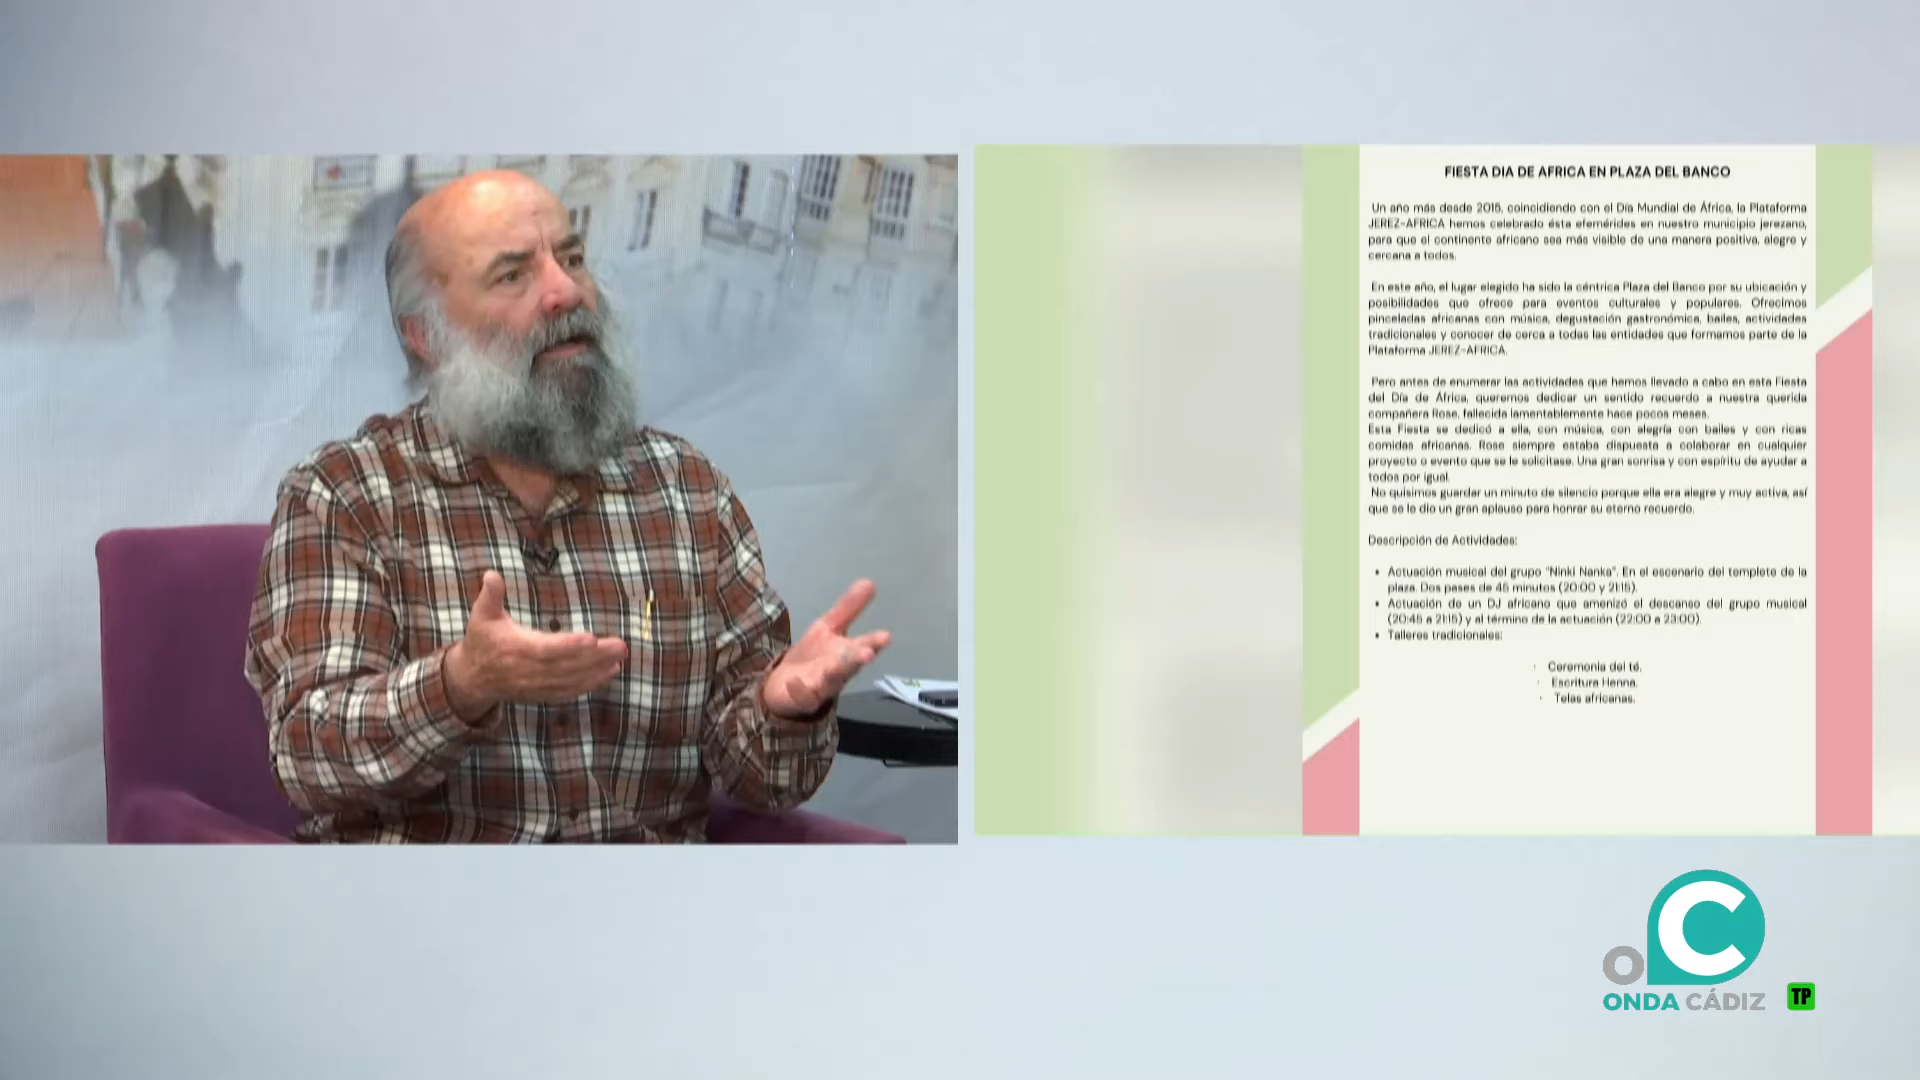 FIESTA DIA DE AFRICA EN PLAZA DEL BANCO
Un año más desde 2015, coincidiendo con el Día Mundial de África, la Plataforma
JEREZ-AFRICA hemos celebrado ésta efemérides en nuestro municipio jerezano,
para que el continente africano sea más visible de una manera positiva, alegre y
cercana a todos.
En este año, el lugar elegido ha sido la céntrica Plaza del Banco por su ubicación y
posibilidades que ofrece para eventos culturales y populares. Ofrecimos
pinceladas africanas con música, degustación gastronómica, bailes, actividades
tradicionales y conocer de cerca a todas las entidades que formamos parte de la
Plataforma JEREZ-AFRICA.
Pero antes de enumerar las actividades que hemos llevado a cabo en esta Fiesta
del Día de África, queremos dedicar un sentido recuerdo a nuestra querida
compañera Rose, fallecida lamentablemente hace pocos meses.
Esta Fiesta se dedicó a ella, con música, con alegría con bailes y con ricas
comidas africanas. Rose siempre estaba dispuesta a colaborar en cualquier
proyecto o evento que se le solicitase. Una gran sonrisa y con espíritu de ayudar a
todos por igual.
No quisimos guardar un minuto de silencio porque ella era alegre y muy activa, así
que se le dio un gran aplauso para honrar su eterno recuerdo.
Descripción de Actividades:
• Actuación musical del grupo "Ninki Nanka". En el escenario del templete de la
plaza. Dos pases de 45 minutos (20:00 y 21:15).
• Actuación de un DJ africano que amenizó el descanso del grupo musical
(20:45 a 21:15) y al término de la actuación (22:00 a 23:00).
• Talleres tradicionales:
· Ceremonia del té.
· Escritura Henna.
· Telas africanas.
OC
ONDA CÁDIZ
TP